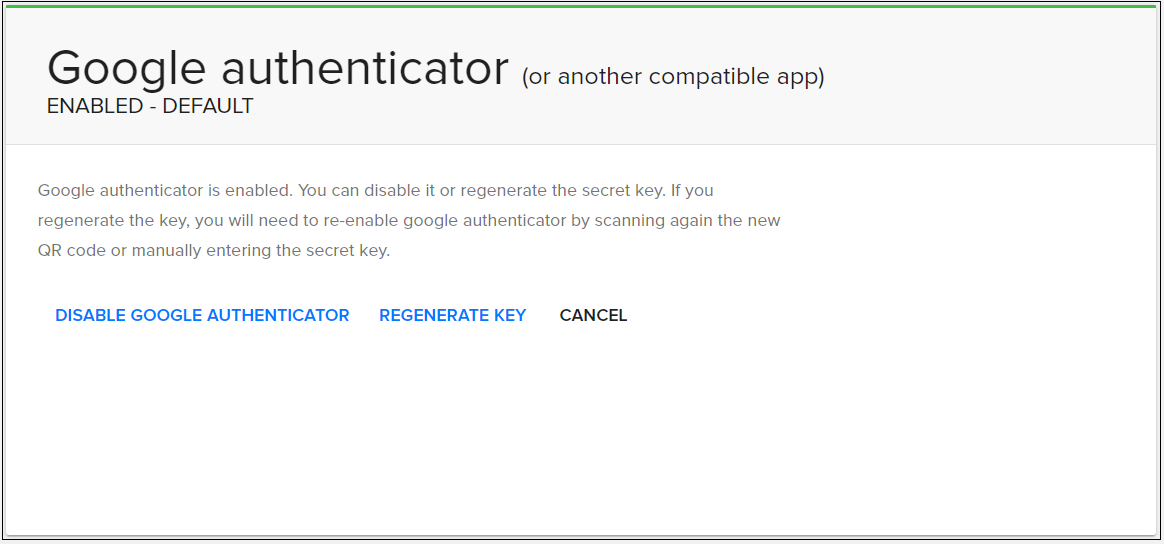 Google authenticator (or another compatible app)
ENABLED - DEFAULT
Google authenticator is enabled. You can disable it or regenerate the secret key. If you
regenerate the key, you will need to re-enable google authenticator by scanning again the new
QR code or manually entering the secret key.
DISABLE GOOGLE AUTHENTICATOR REGENERATE KEY CANCEL